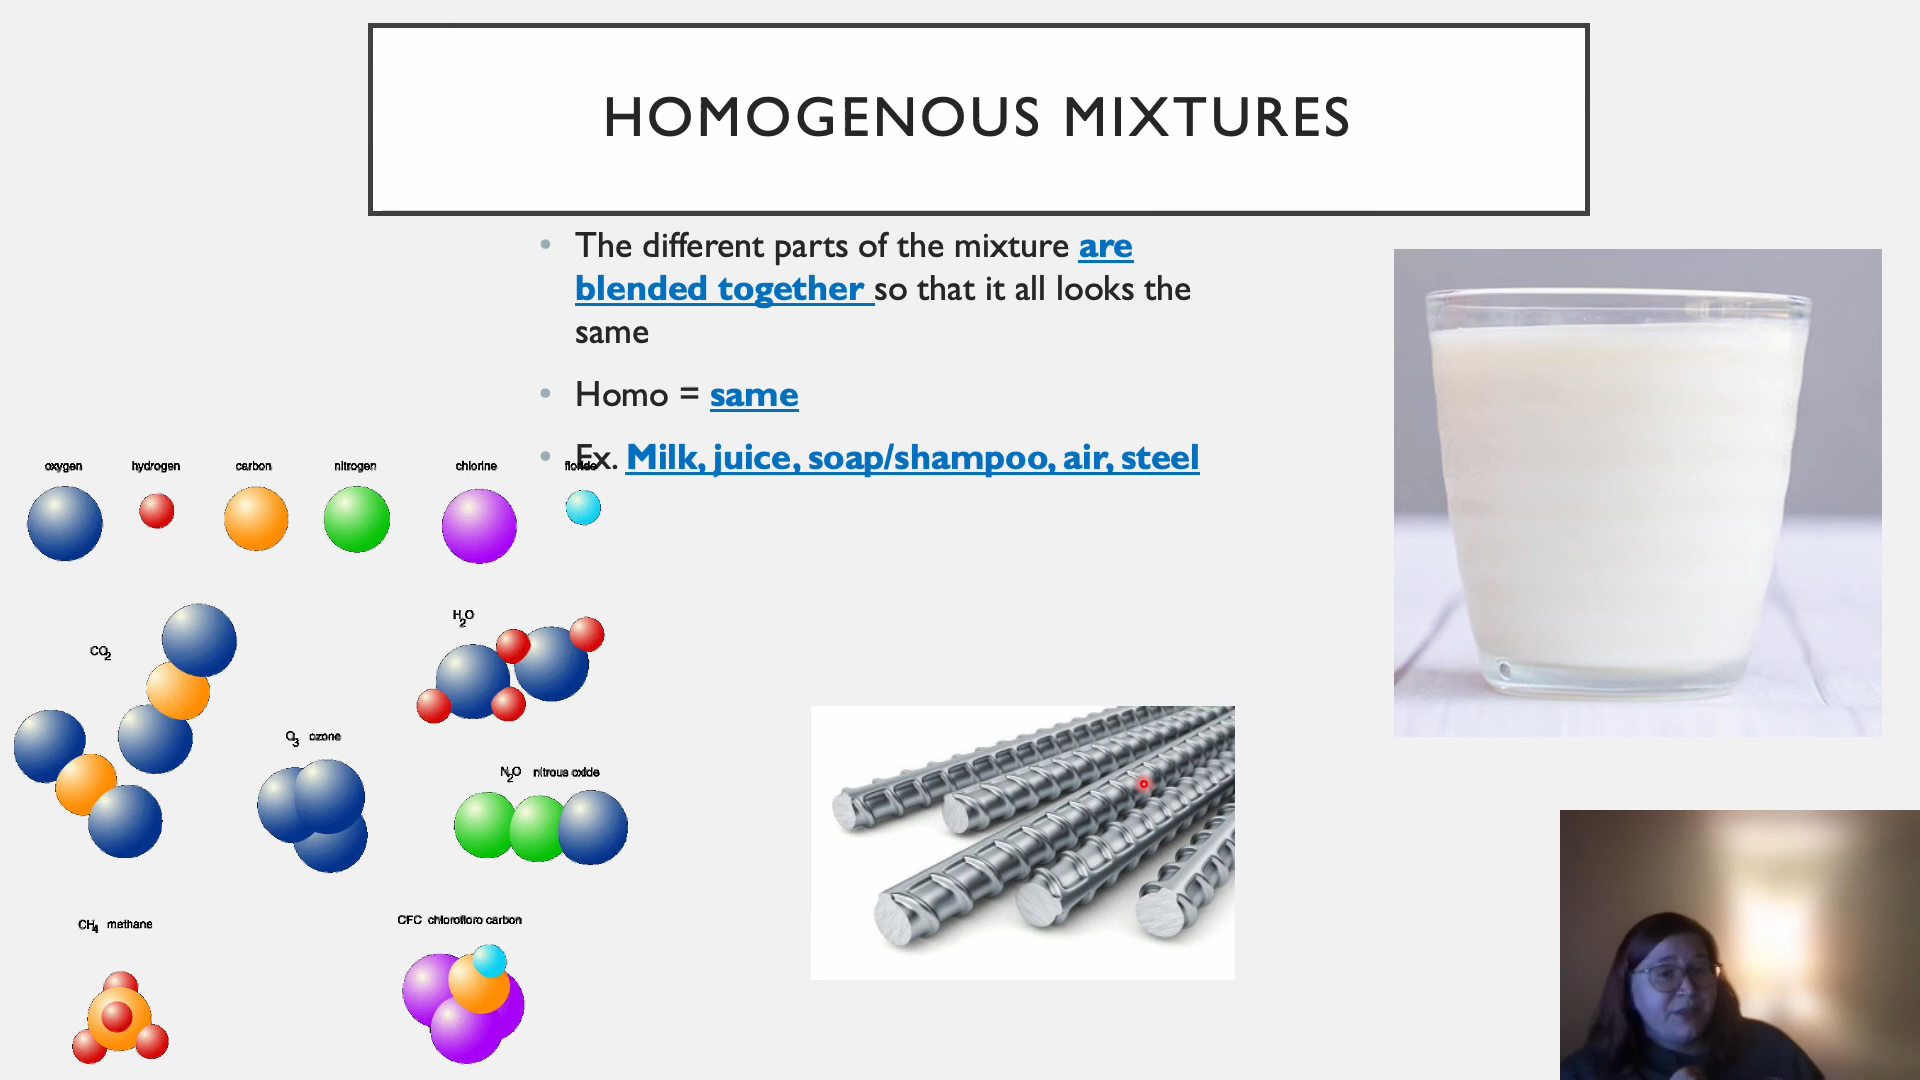 HOMOGENOUS MIXTURES
• The different parts of the mixture are
blended together so that it all looks the
same
• Homo = same
• Ex. Milk, juice, soap/shampoo, air, steel
oxygen hydrogen carbon nitrogen chlorine
CO2
H2O
O3 ozone
N2O nitrous oxide
CH4 methane
CFC chlorofloro carbon